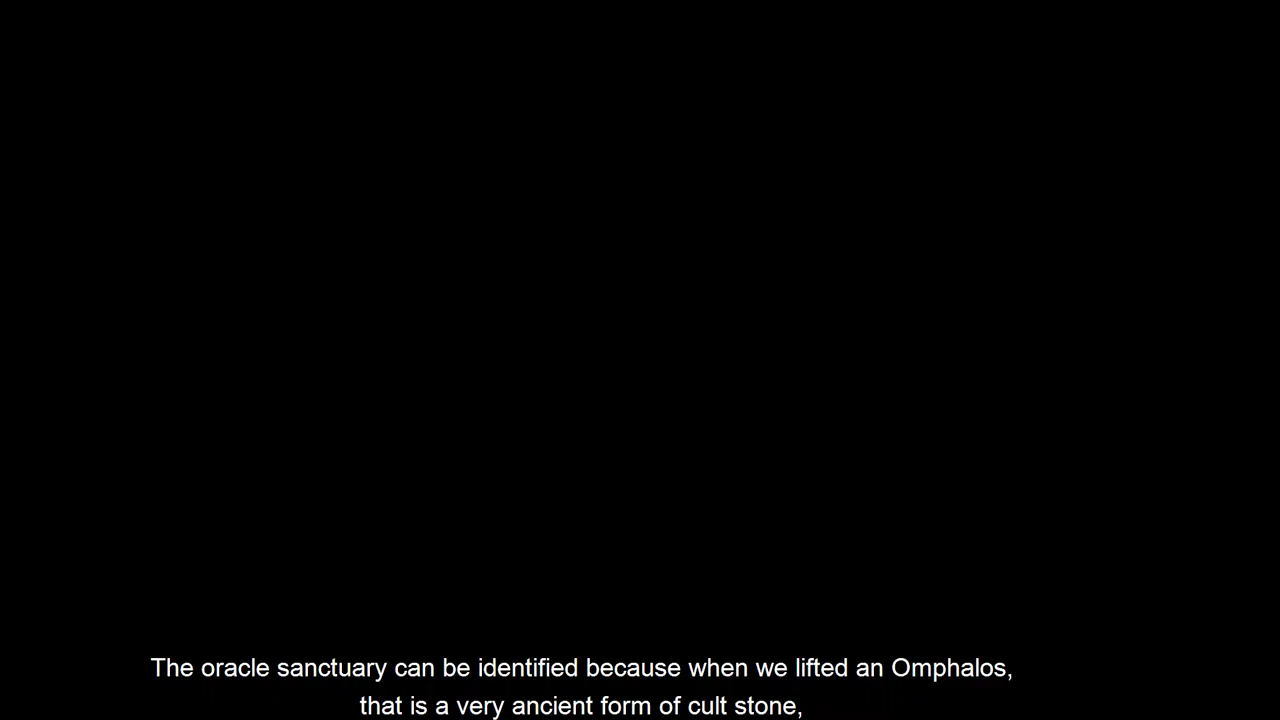 The oracle sanctuary can be identified because when we lifted an Omphalos,
that is a very ancient form of cult stone,